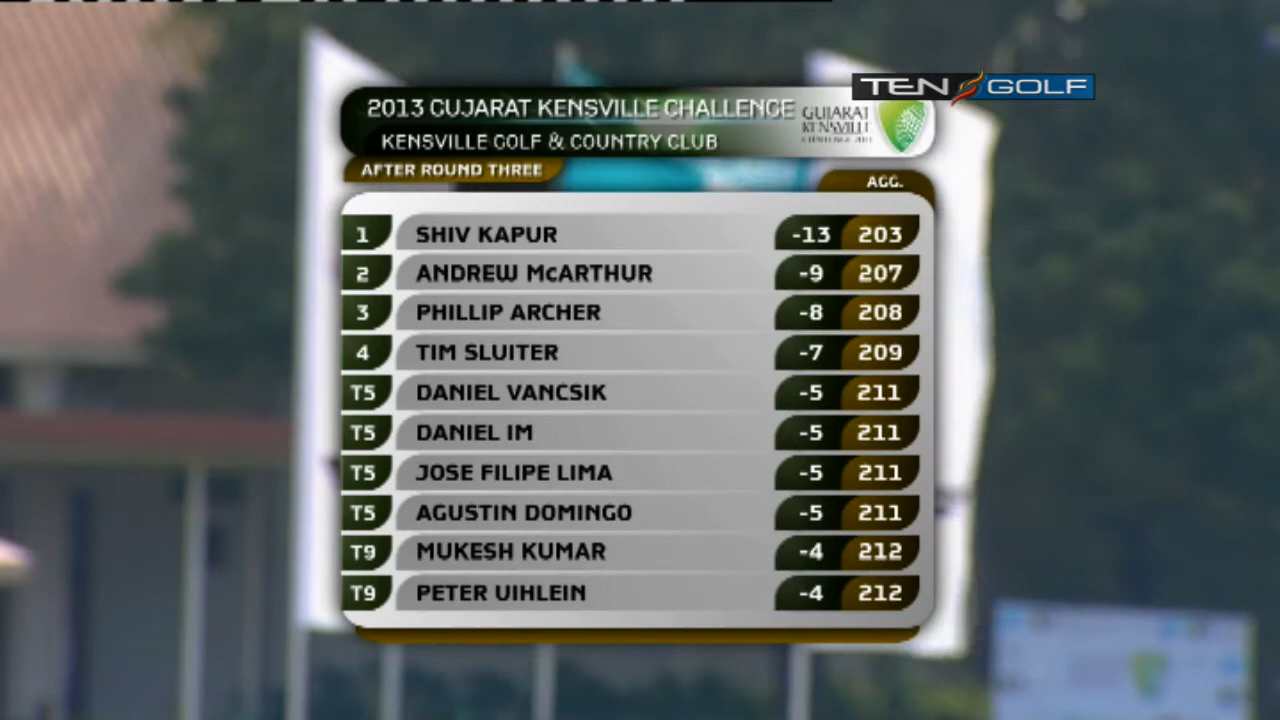 TEN GOLF
2013 GUJARAT KENSVILLE CHALLENGE
KENSVILLE GOLF & COUNTRY CLUB
GUJARAT
KENSVILLE
AFTER ROUND THREE
AGG.
1 SHIV KAPUR -13 203
2 ANDREW McARTHUR -9 207
3 PHILLIP ARCHER -8 208
4 TIM SLUITER -7 209
T5 DANIEL VANCSIK -5 211
T5 DANIEL IM -5 211
T5 JOSE FILIPE LIMA -5 211
T5 AGUSTIN DOMINGO -5 211
T9 MUKESH KUMAR -4 212
T9 PETER UIHLEIN -4 212